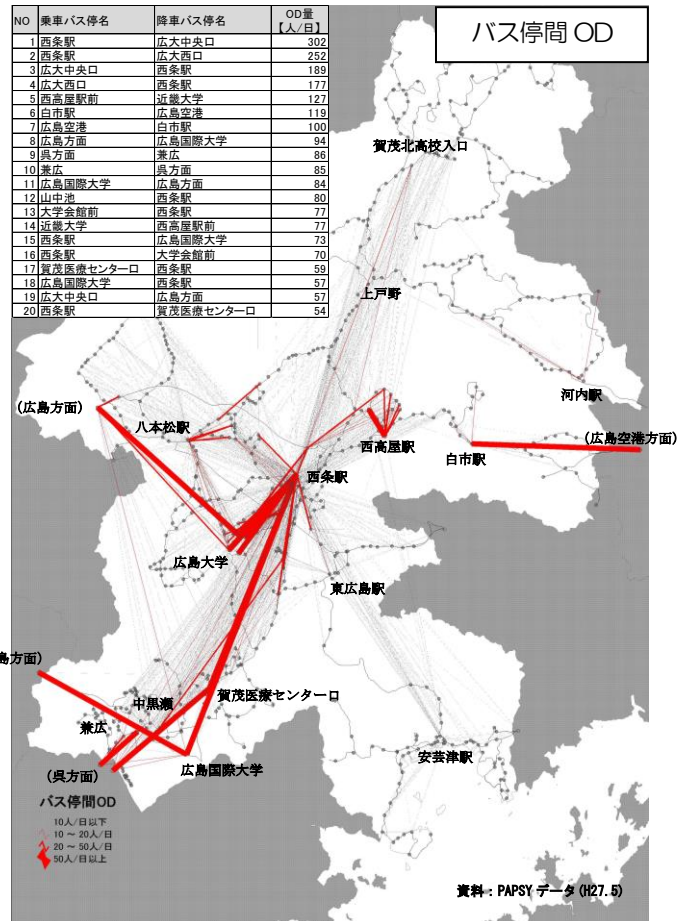 バス停間 OD
NO 乗車バス停名 降車バス停名 OD量【人/日】
1 西条駅 広大中央口 302
2 西条駅 広大西口 252
3 広大中央口 西条駅 189
4 広大西口 西条駅 177
5 西高屋駅前 近畿大学 127
6 白市駅 広島空港 119
7 広島空港 白市駅 100
8 広島方面 広島国際大学 94
9 呉方面 兼広 86
10 兼広 呉方面 85
11 広島国際大学 広島方面 84
12 山中池 西条駅 80
13 大学会館前 西条駅 77
14 近畿大学 西高屋駅前 77
15 西条駅 広島国際大学 73
16 西条駅 大学会館前 70
17 賀茂医療センター口 西条駅 59
18 広島国際大学 西条駅 57
19 広大中央口 広島方面 57
20 西条駅 賀茂医療センター口 54
賀茂北高校入口
上戸野
河内駅
(広島方面)
八本松駅
西高屋駅
白市駅
(広島空港方面)
西条駅
広島大学
東広島駅
島方面)
中黒瀬
賀茂医療センター口
兼広
安芸津駅
(呉方面)
広島国際大学
バス停間OD
10人/日以下
10 ～ 20人/日
20 ～ 50人/日
50人/日以上
資料：PAPSY データ (H27.5)